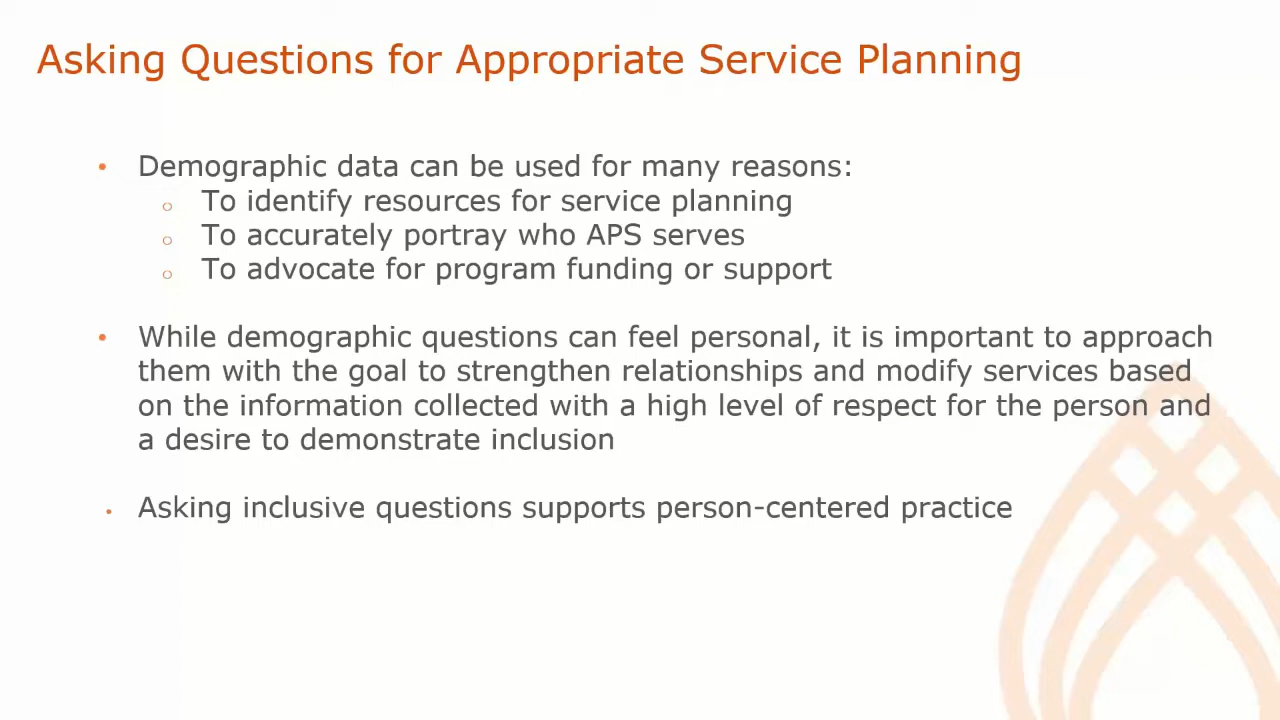 Asking Questions for Appropriate Service Planning
• Demographic data can be used for many reasons:
o To identify resources for service planning
o To accurately portray who APS serves
o To advocate for program funding or support
• While demographic questions can feel personal, it is important to approach
them with the goal to strengthen relationships and modify services based
on the information collected with a high level of respect for the person and
a desire to demonstrate inclusion
• Asking inclusive questions supports person-centered practice